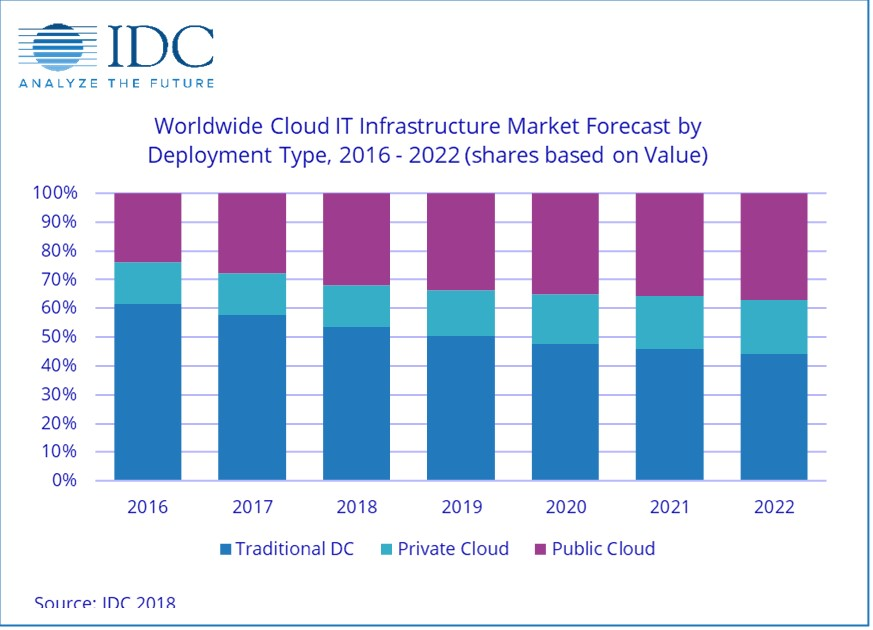 IDC
ANALYZE THE FUTURE
Worldwide Cloud IT Infrastructure Market Forecast by
Deployment Type, 2016 - 2022 (shares based on Value)
100%
90%
80%
70%
60%
50%
40%
30%
20%
10%
0%
2016 2017 2018 2019 2020 2021 2022
Traditional DC Private Cloud Public Cloud
Source: IDC 2018